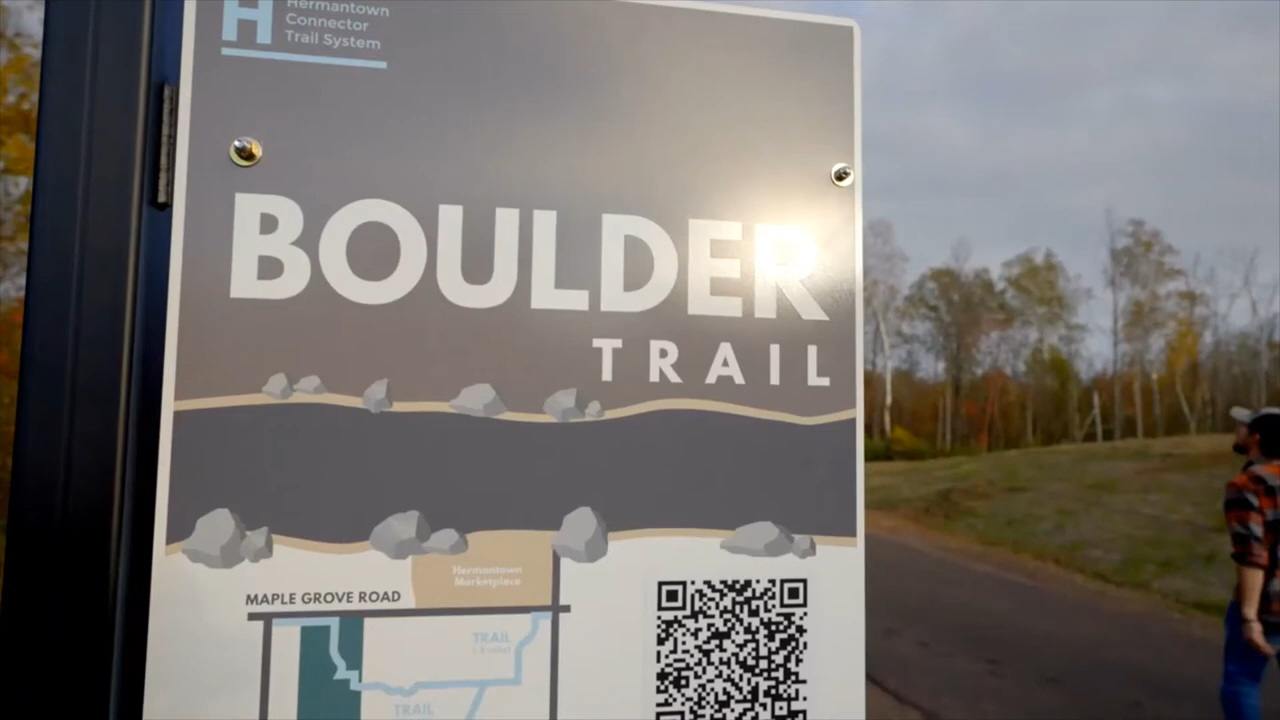 H
Hermantown
Connector
Trail System
BOULDER
TRAIL
Hermantown
Marketplace
MAPLE GROVE ROAD
TRAIL
TRAIL